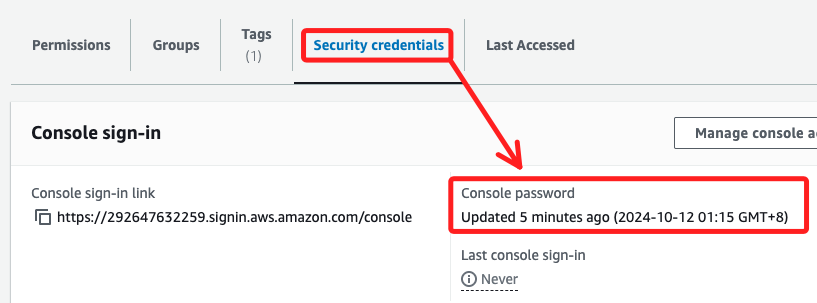 Permissions
Groups
Tags
(1)
Security credentials
Last Accessed
Console sign-in
Manage console a
Console sign-in link
https://292647632259.signin.aws.amazon.com/console
Console password
Updated 5 minutes ago (2024-10-12 01:15 GMT+8)
Last console sign-in
Never